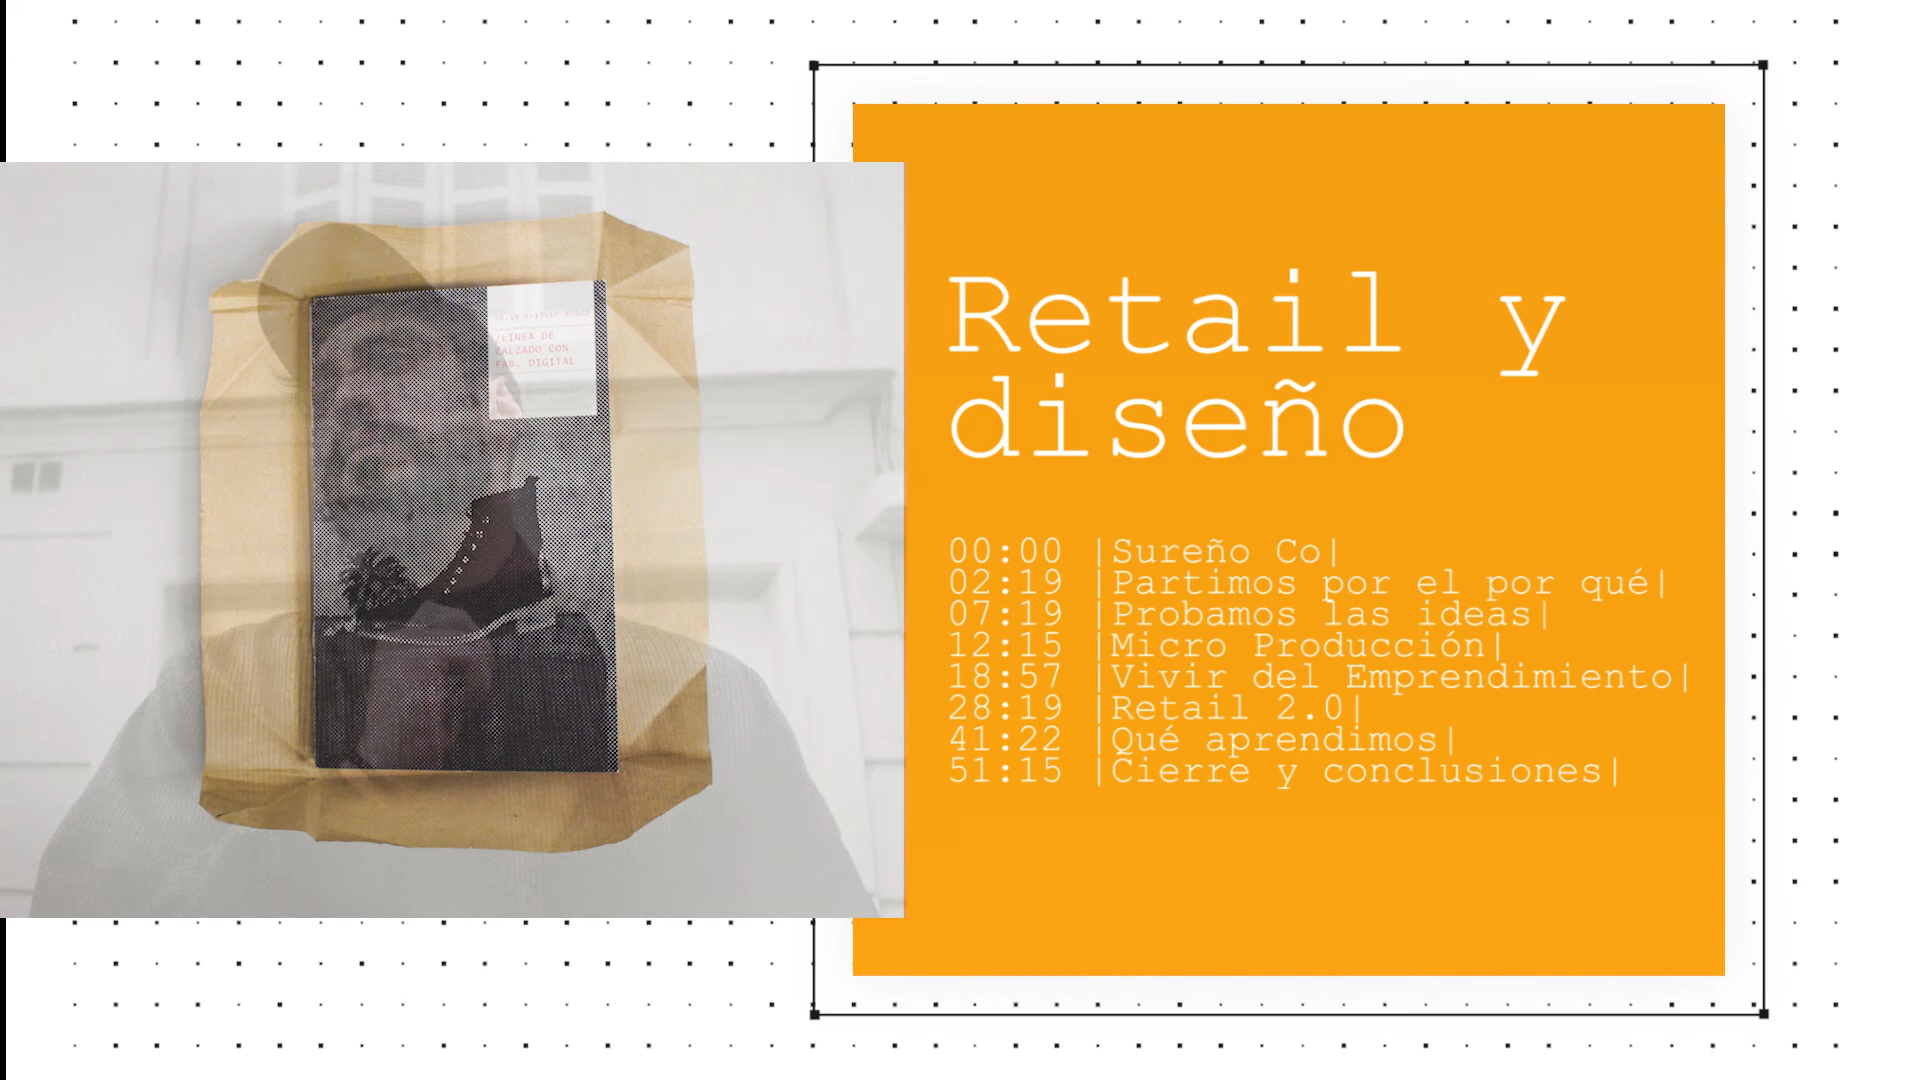 LÍNEA DE
CALZADO CON
FAB. DIGITAL
Retail y
diseño
00:00 |Sureño Co|
02:19 |Partimos por el por qué|
07:19 |Probamos las ideas|
12:15 |Micro Producción|
18:57 |Vivir del Emprendimiento|
28:19 |Retail 2.0|
41:22 |Qué aprendimos|
51:15 |Cierre y conclusiones|